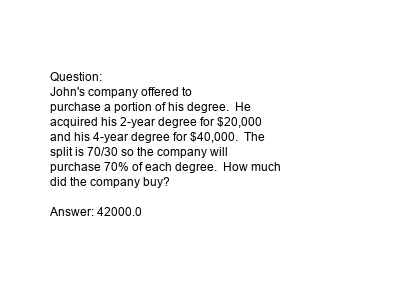 Question:
John's company offered to
purchase a portion of his degree.  He
acquired his 2-year degree for $20,000
and his 4-year degree for $40,000.  The
split is 70/30 so the company will
purchase 70% of each degree.  How much
did the company buy?
Answer: 42000.0